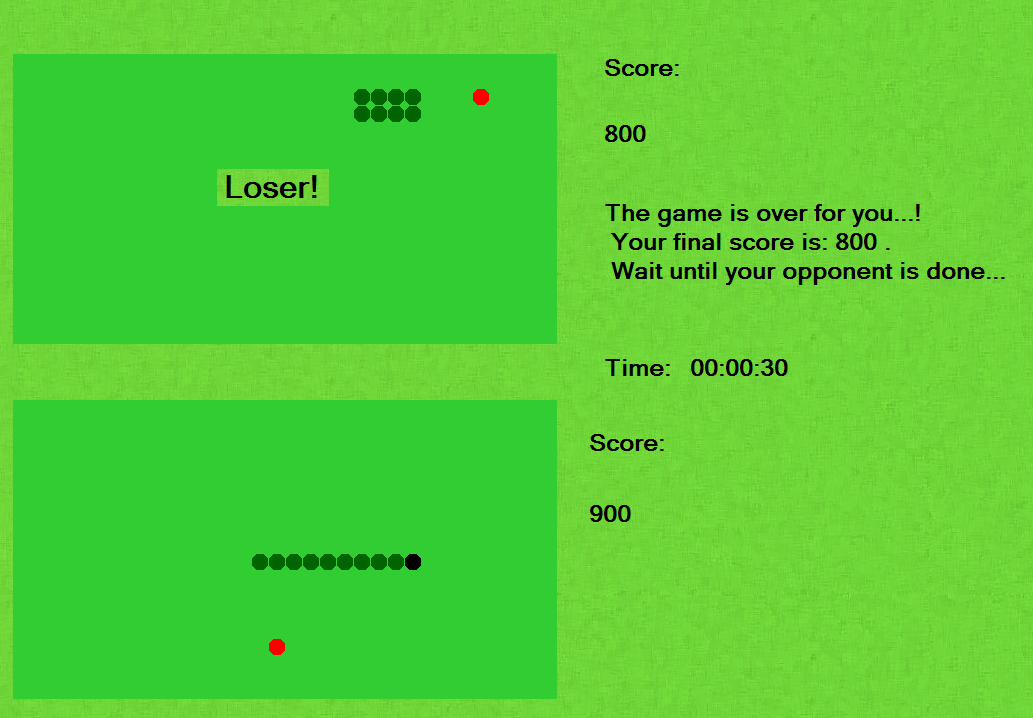 Loser!
Score:
800
The game is over for you...!
Your final score is: 800 .
Wait until your opponent is done...
Time: 00:00:30
Score:
900